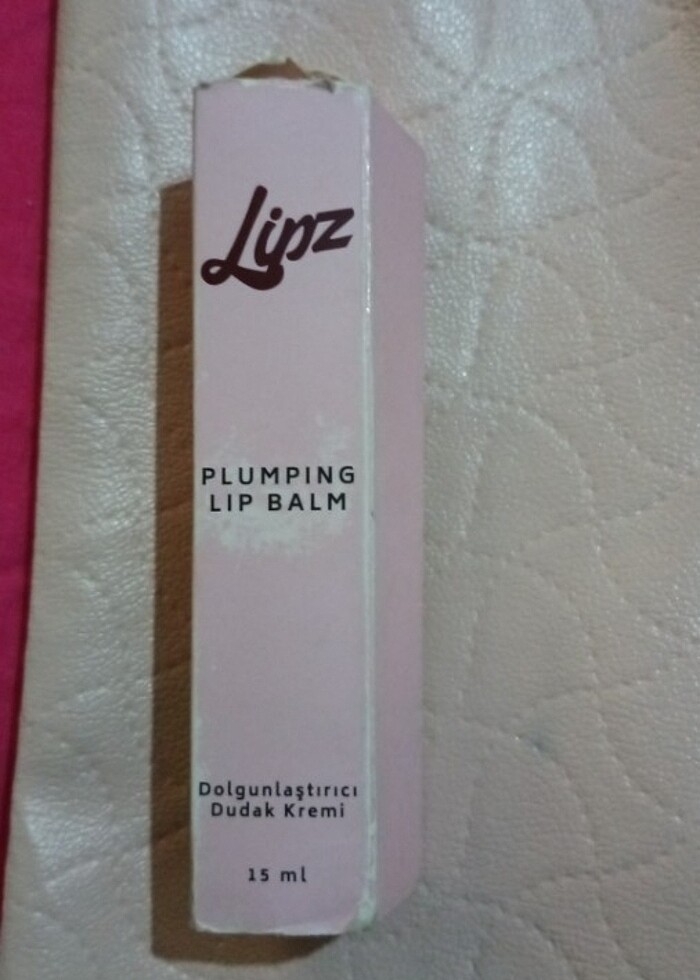 Lipz
PLUMPING
LIP BALM
Dolgunlaştırıcı
Dudak Kremi
15 ml